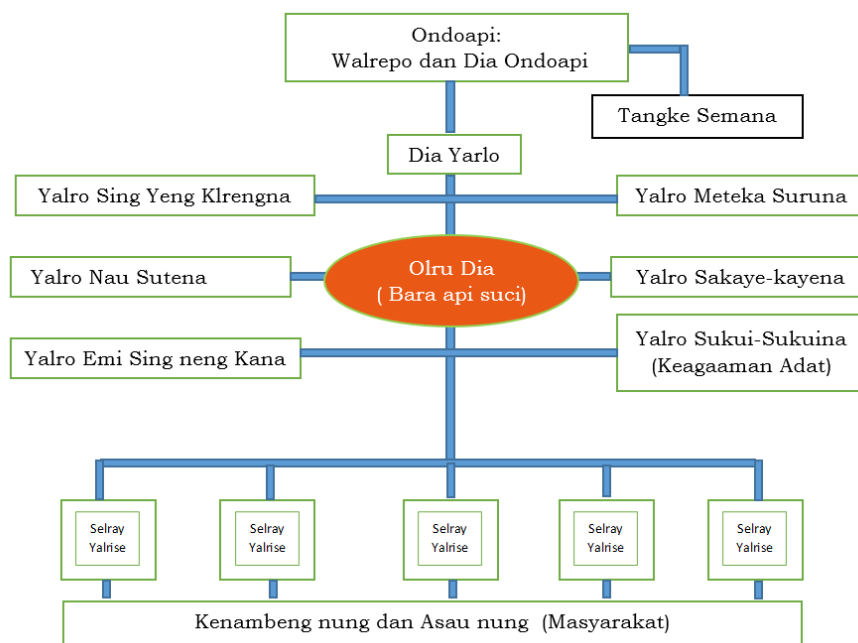 Ondoapi:
Walrepo dan Dia Ondoapi
Tangke Semana
Dia Yarlo
Yalro Sing Yeng Klrengna
Yalro Meteka Suruna
Olru Dia
( Bara api suci)
Yalro Nau Sutena
Yalro Sakaye-kayena
Yalro Emi Sing neng Kana
Yalro Sukui-Sukuina
(Keagaaman Adat)
Selray
Yalrise
Selray
Yalrise
Selray
Yalrise
Selray
Yalrise
Selray
Yalrise
Kenambeng nung dan Asau nung  (Masyarakat)